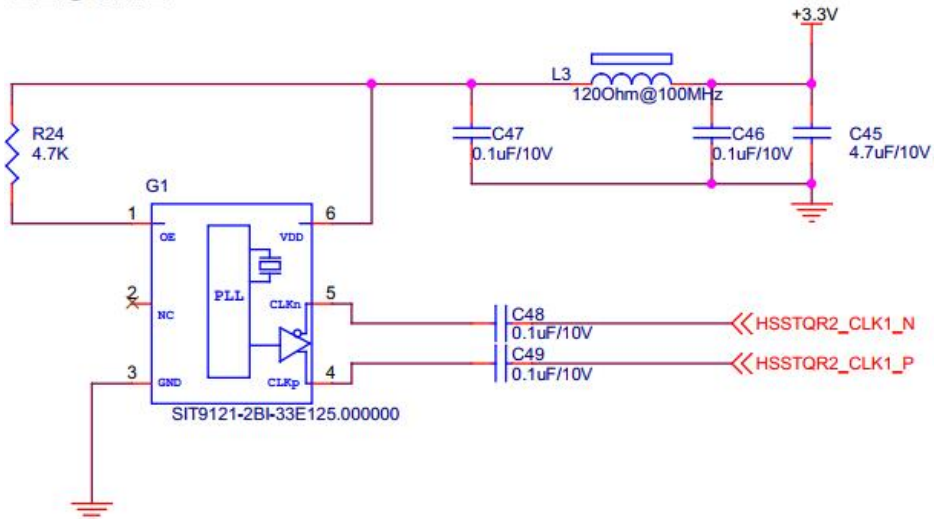 +3.3V
L3
120Ohm@100MHz
R24
4.7K
C47
0.1uF/10V
C46
0.1uF/10V
C45
4.7uF/10V
G1
1
OE
6
VDD
2
NC
PLL
5
CLKn
3
GND
4
CLKp
SIT9121-2BI-33E125.000000
C48
0.1uF/10V
HSSTQR2_CLK1_N
C49
0.1uF/10V
HSSTQR2_CLK1_P